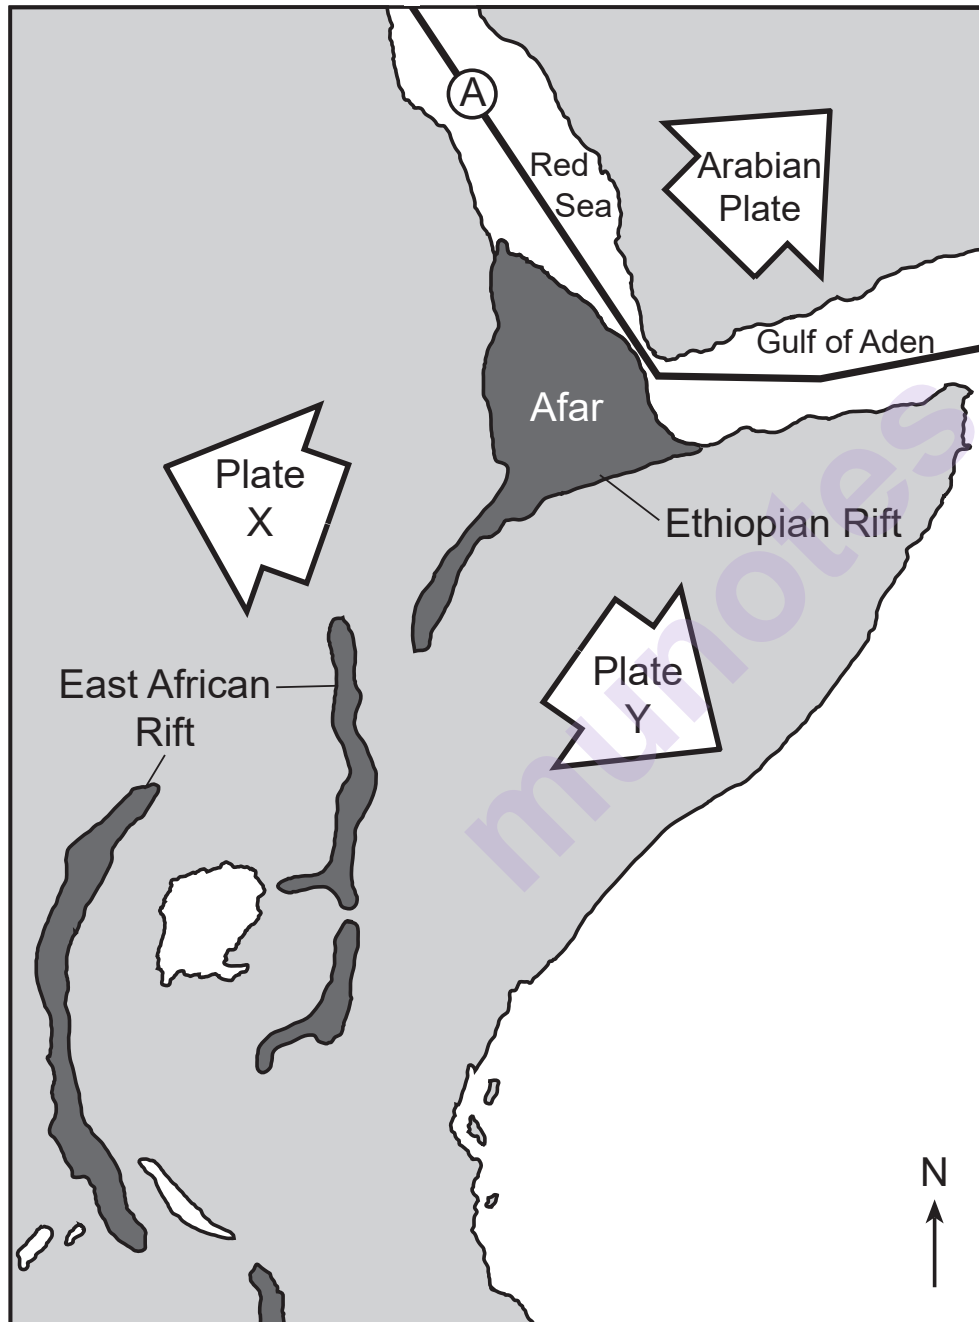 A
Red
Sea
Arabian
Plate
Gulf of Aden
Afar
Plate
X
Ethiopian Rift
Plate
Y
East African
Rift
N
munotes